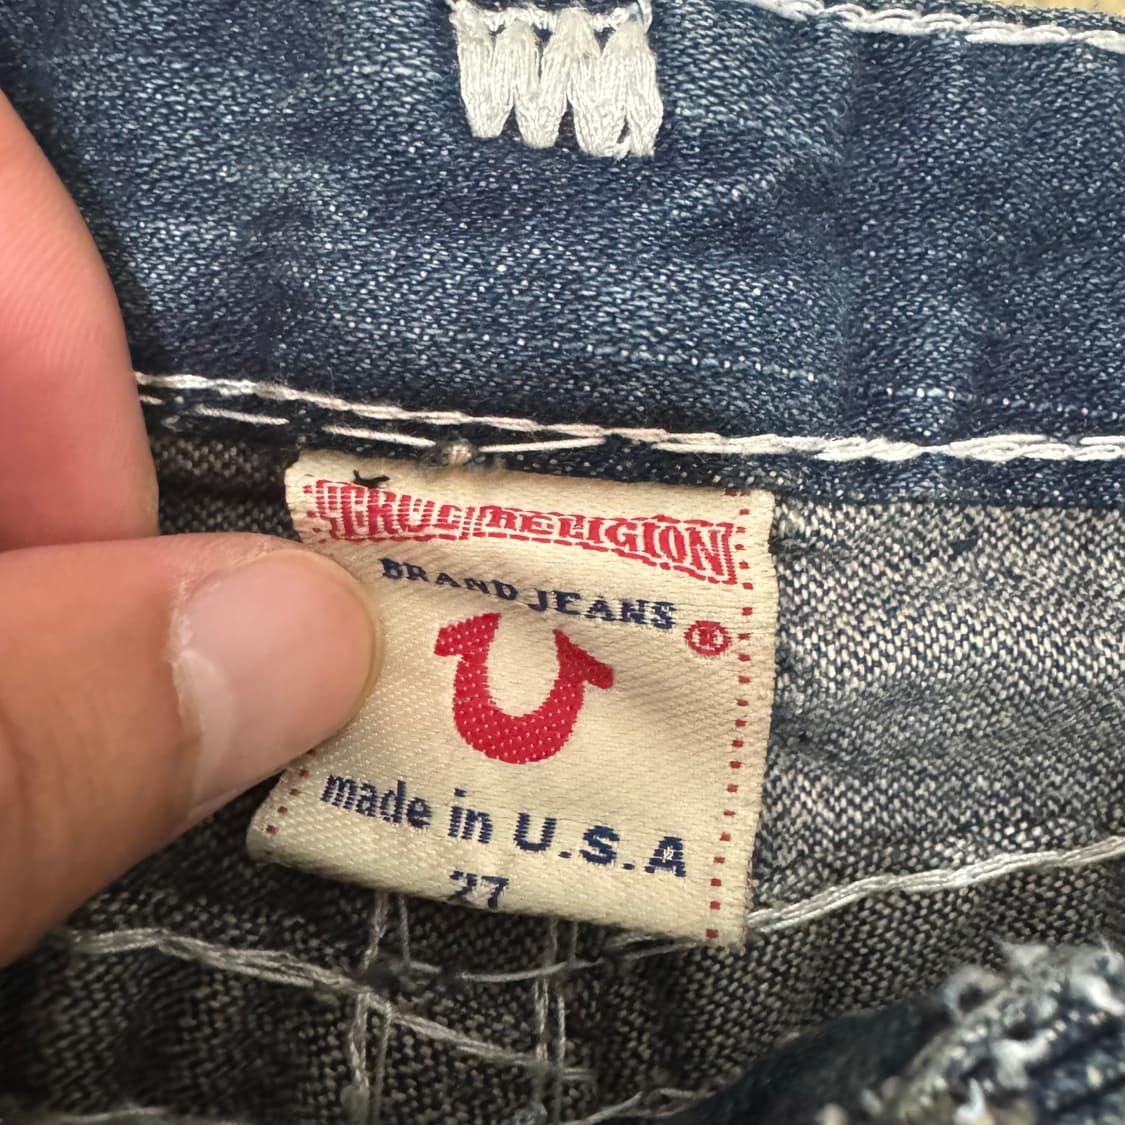 TRUE RELIGION
BRAND JEANS
®
made in U.S.A
27